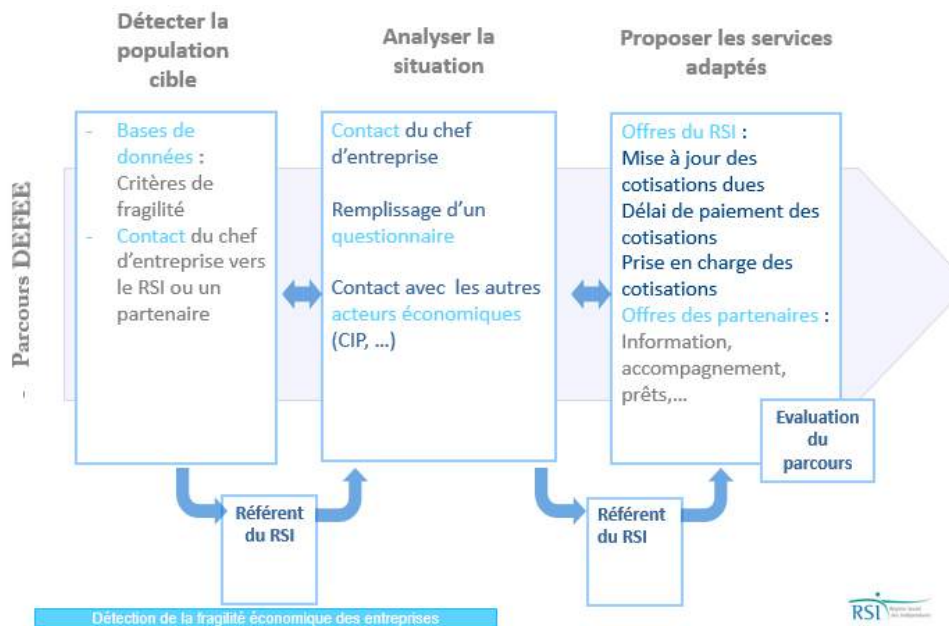 Détecter la
population
cible
Analyser la
situation
Proposer les services
adaptés
- Parcours DEFEE
- Bases de
données :
Critères de
fragilité
- Contact du chef
d'entreprise vers
le RSI ou un
partenaire
Contact du chef
d'entreprise
Remplissage d'un
questionnaire
Contact avec les autres
acteurs économiques
(CIP, ...)
Offres du RSI :
Mise à jour des
cotisations dues
Délai de paiement des
cotisations
Prise en charge des
cotisations
Offres des partenaires :
Information,
accompagnement,
prêts,...
Evaluation
du
parcours
Référent
du RSI
Référent
du RSI
Détection de la fragilité économique des entreprises
RSI